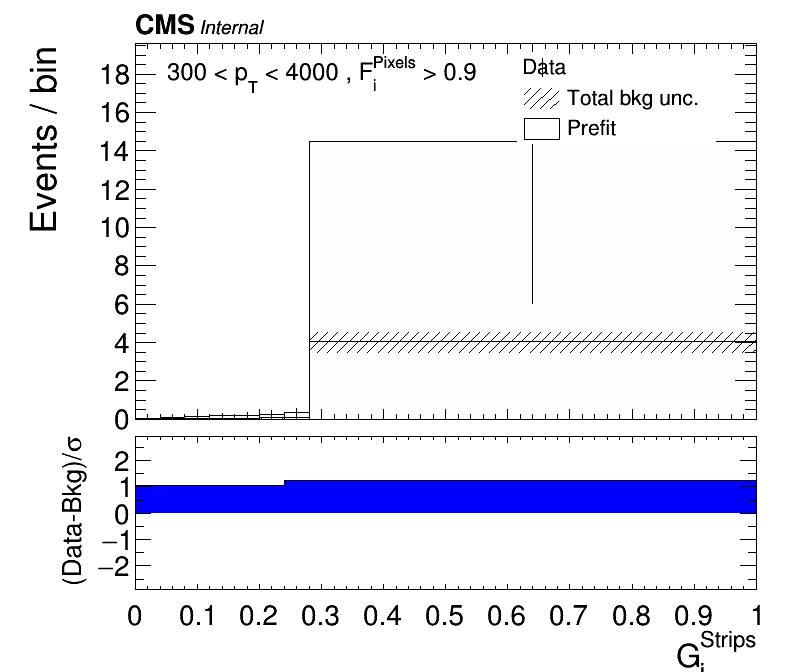 CMS Internal
Events / bin
300 < p_T < 4000 , F_i^Pixels > 0.9
Data
Total bkg unc.
Prefit
18
16
14
12
10
8
6
4
2
0
(Data-Bkg)/σ
2
1
0
−1
−2
0 0.1 0.2 0.3 0.4 0.5 0.6 0.7 0.8 0.9 1
G_i^Strips